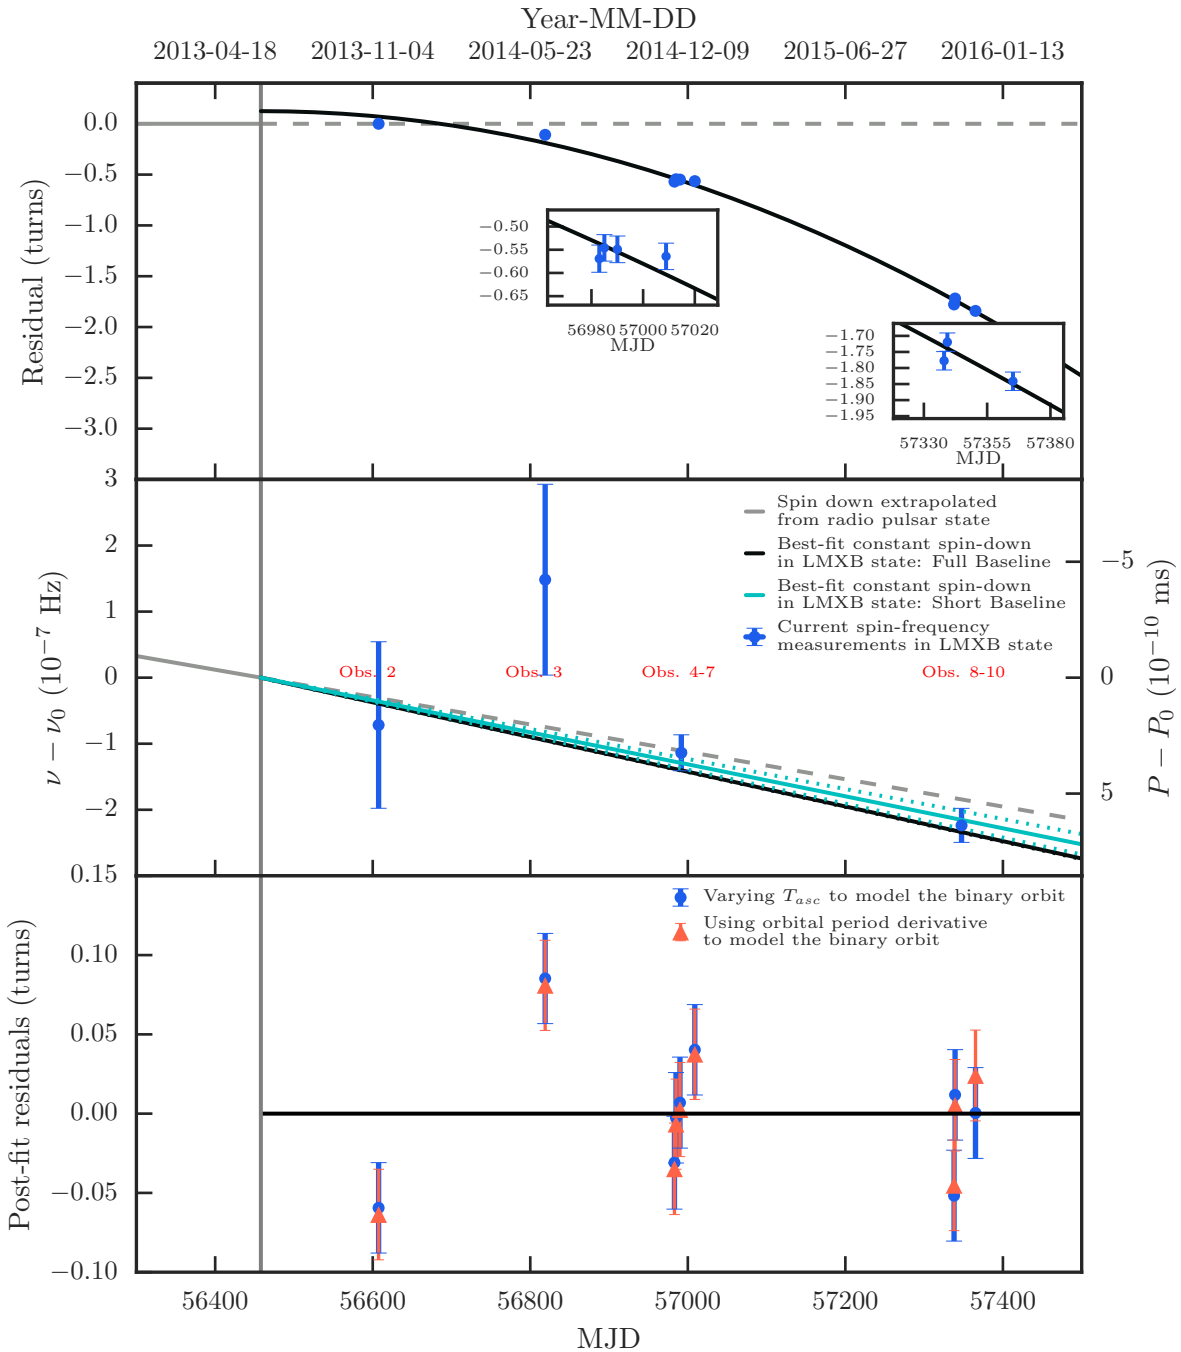 Year-MM-DD
2013-04-18 2013-11-04 2014-05-23 2014-12-09 2015-06-27 2016-01-13
Residual (turns)
0.0
−0.5
−1.0
−1.5
−2.0
−2.5
−3.0
−0.50
−0.55
−0.60
−0.65
56980 57000 57020
MJD
−1.70
−1.75
−1.80
−1.85
−1.90
−1.95
57330 57355 57380
MJD
ν − ν0 (10−7 Hz)
3
2
1
0
−1
−2
Spin down extrapolated
from radio pulsar state
Best-fit constant spin-down
in LMXB state: Full Baseline
Best-fit constant spin-down
in LMXB state: Short Baseline
Current spin-frequency
measurements in LMXB state
Obs. 2 Obs. 3 Obs. 4-7 Obs. 8-10
−5
0
5
P − P0 (10−10 ms)
Post-fit residuals (turns)
0.15
0.10
0.05
0.00
−0.05
−0.10
Varying Tasc to model the binary orbit
Using orbital period derivative
to model the binary orbit
56400 56600 56800 57000 57200 57400
MJD